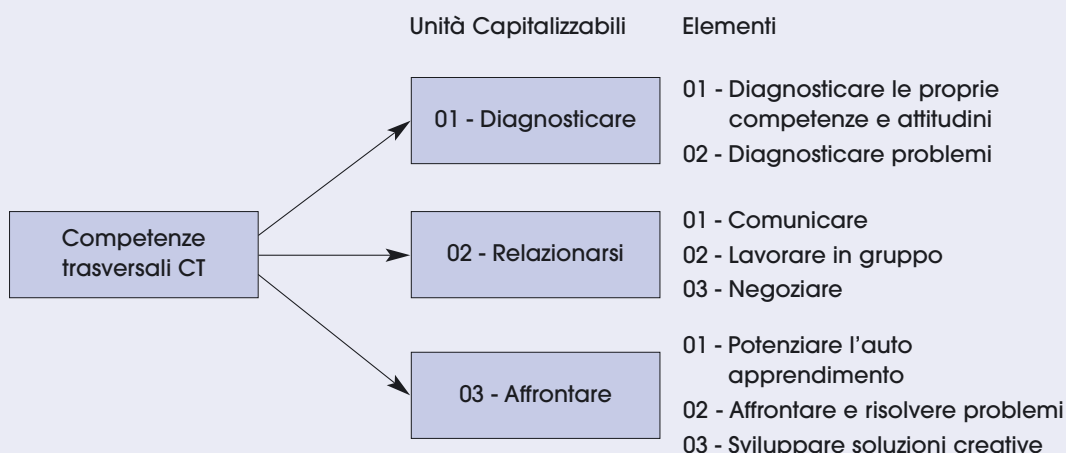 Unità Capitalizzabili
Elementi
Competenze
trasversali CT
01 - Diagnosticare
01 - Diagnosticare le proprie
competenze e attitudini
02 - Diagnosticare problemi
02 - Relazionarsi
01 - Comunicare
02 - Lavorare in gruppo
03 - Negoziare
03 - Affrontare
01 - Potenziare l’auto
apprendimento
02 - Affrontare e risolvere problemi
03 - Sviluppare soluzioni creative